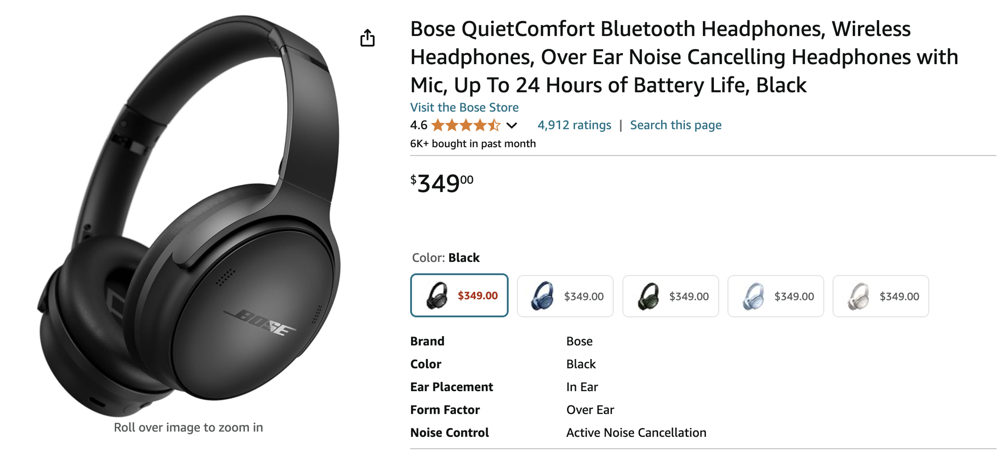 Bose QuietComfort Bluetooth Headphones, Wireless
Headphones, Over Ear Noise Cancelling Headphones with
Mic, Up To 24 Hours of Battery Life, Black
Visit the Bose Store
4.6 4,912 ratings | Search this page
6K+ bought in past month
$349.00
Color: Black
$349.00 $349.00 $349.00 $349.00 $349.00
Brand Bose
Color Black
Ear Placement In Ear
Form Factor Over Ear
Noise Control Active Noise Cancellation
BOSE
Roll over image to zoom in